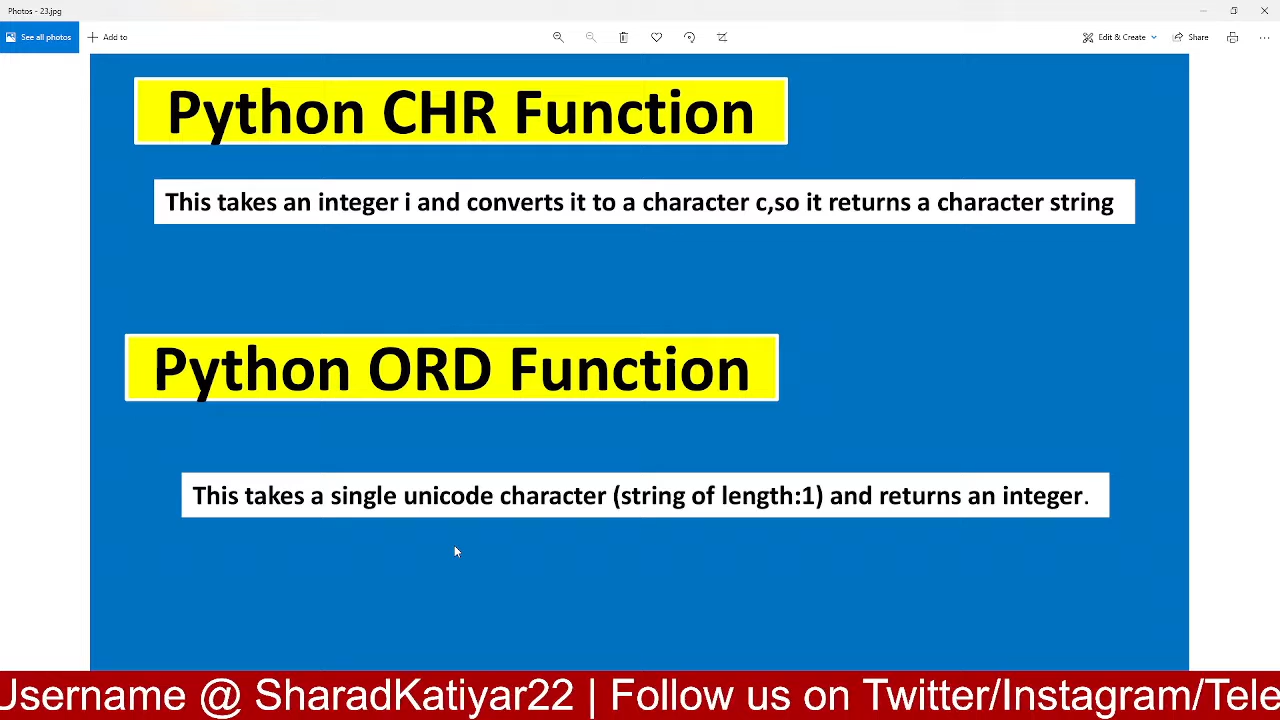 Photos - 23.jpg
See all photos
Add to
Edit & Create
Share
Python CHR Function
This takes an integer i and converts it to a character c,so it returns a character string
Python ORD Function
This takes a single unicode character (string of length:1) and returns an integer.
Username @ SharadKatiyar22 | Follow us on Twitter/Instagram/Tele